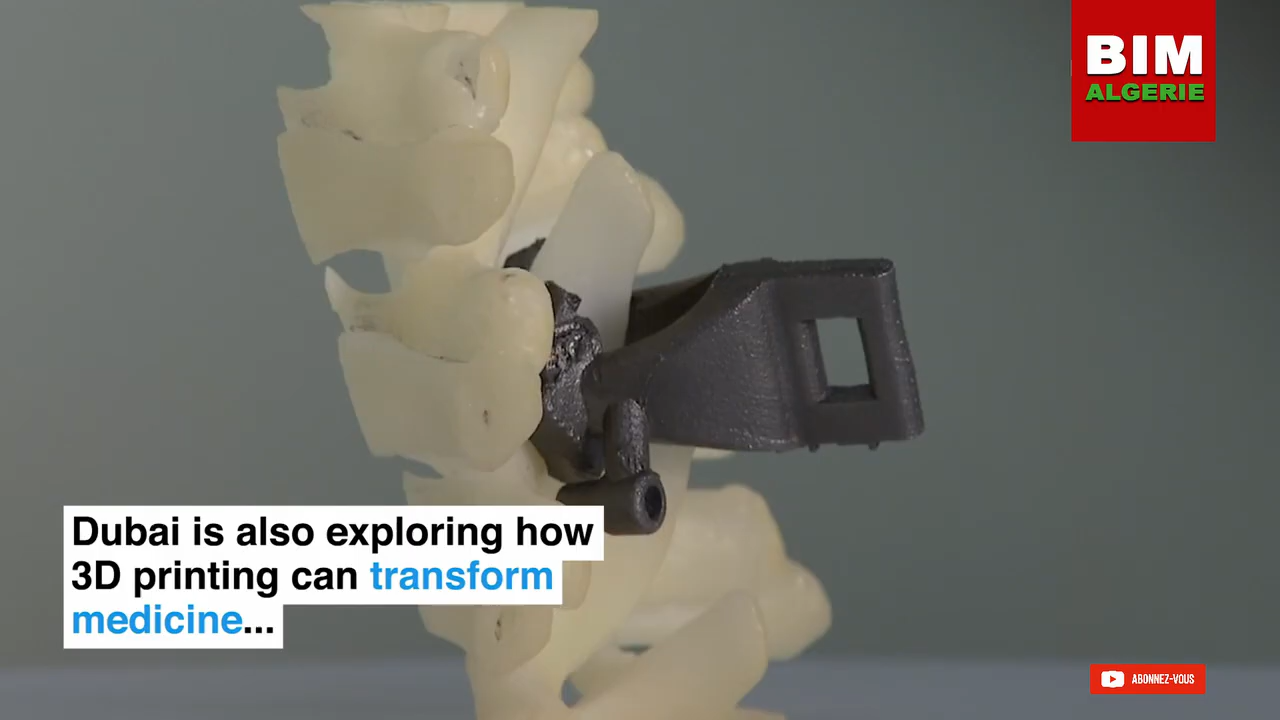 BIM
ALGERIE
Dubai is also exploring how
3D printing can transform
medicine...
ABONNEZ-VOUS